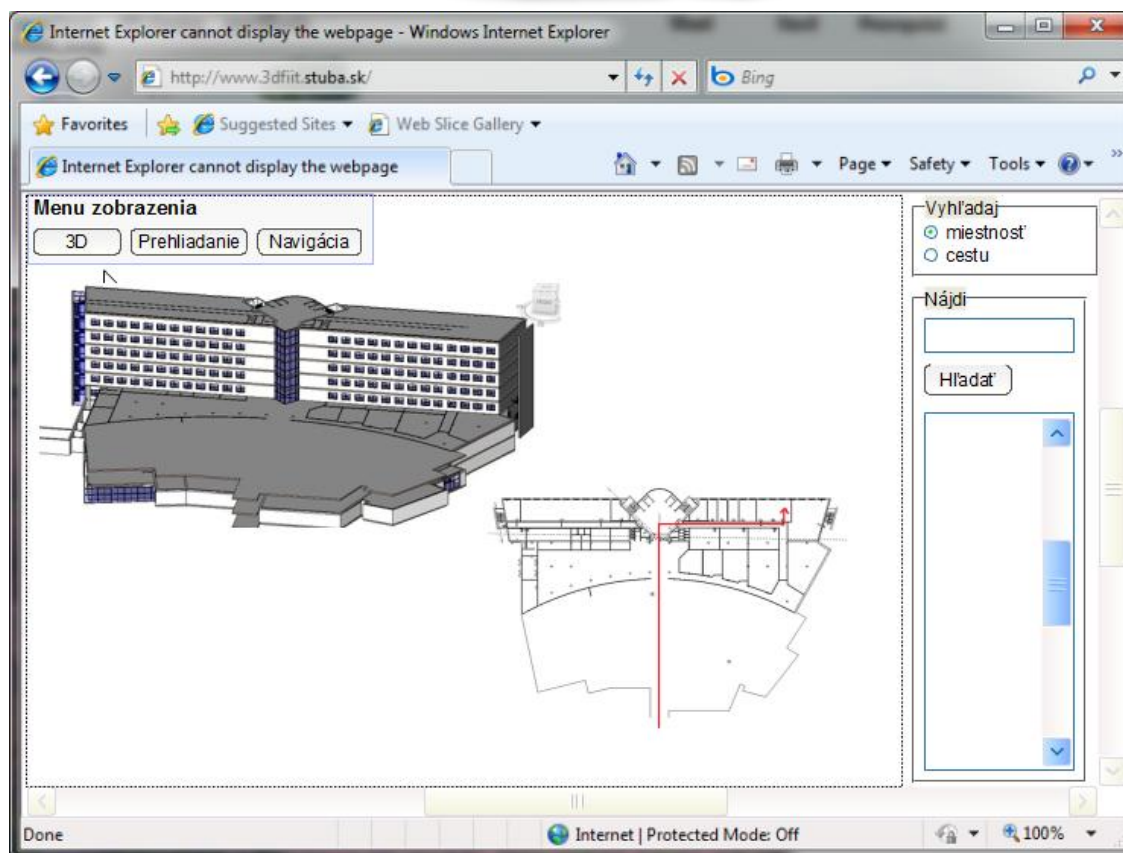 Internet Explorer cannot display the webpage - Windows Internet Explorer
http://www.3dfiit.stuba.sk/
Bing
Favorites Suggested Sites Web Slice Gallery
Internet Explorer cannot display the webpage
Page Safety Tools
Menu zobrazenia
3D Prehliadanie Navigácia
Vyhľadaj
miestnosť
cestu
Nájdi
Hľadať
Done Internet | Protected Mode: Off 100%